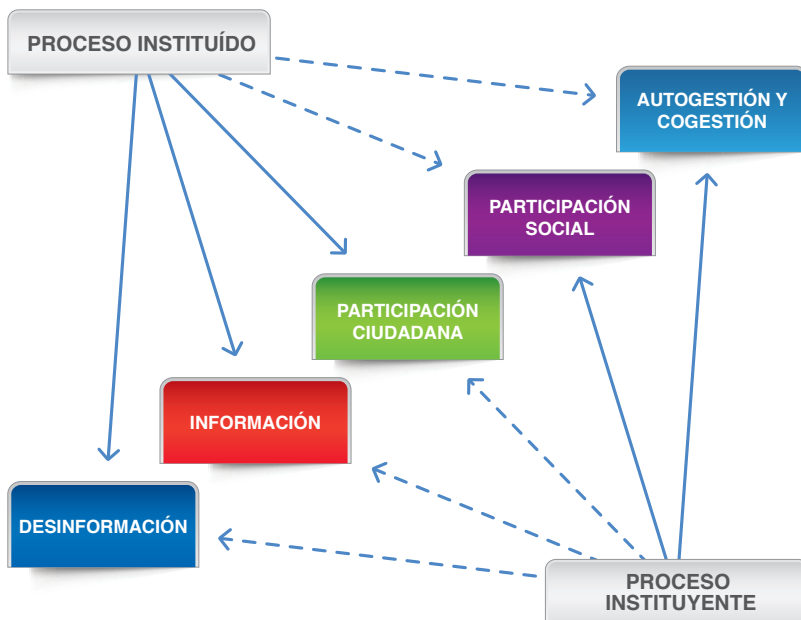 PROCESO INSTITUÍDO
AUTOGESTIÓN Y
COGESTIÓN
PARTICIPACIÓN
SOCIAL
PARTICIPACIÓN
CIUDADANA
INFORMACIÓN
DESINFORMACIÓN
PROCESO
INSTITUYENTE